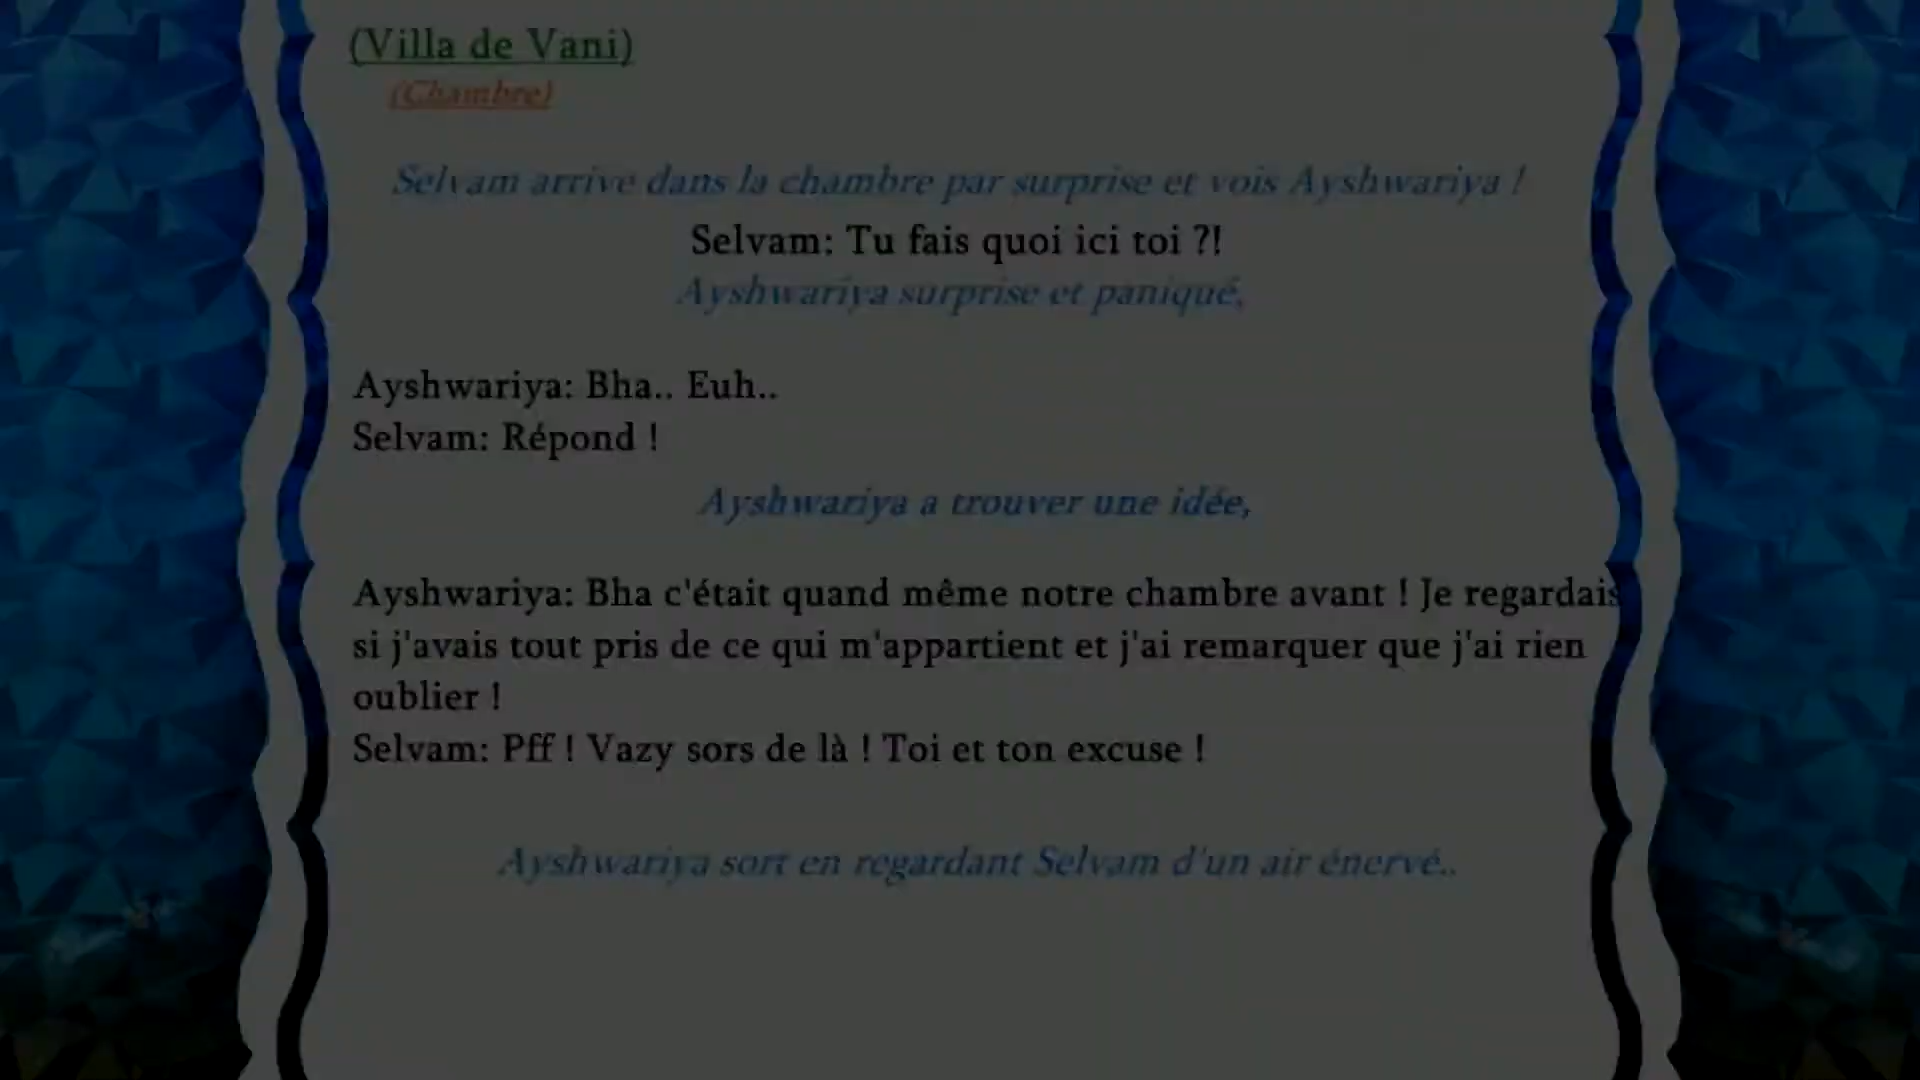 (Villa de Vani)
(Chambre)
Selvam arrive dans la chambre par surprise et vois Ayshwariya !
Selvam: Tu fais quoi ici toi ?!
Ayshwariya surprise et paniqué,
Ayshwariya: Bha.. Euh..
Selvam: Répond !
Ayshwariya a trouver une idée,
Ayshwariya: Bha c'était quand même notre chambre avant ! Je regardais
si j'avais tout pris de ce qui m'appartient et j'ai remarquer que j'ai rien
oublier !
Selvam: Pff ! Vazy sors de là ! Toi et ton excuse !
Ayshwariya sort en regardant Selvam d'un air énervé..